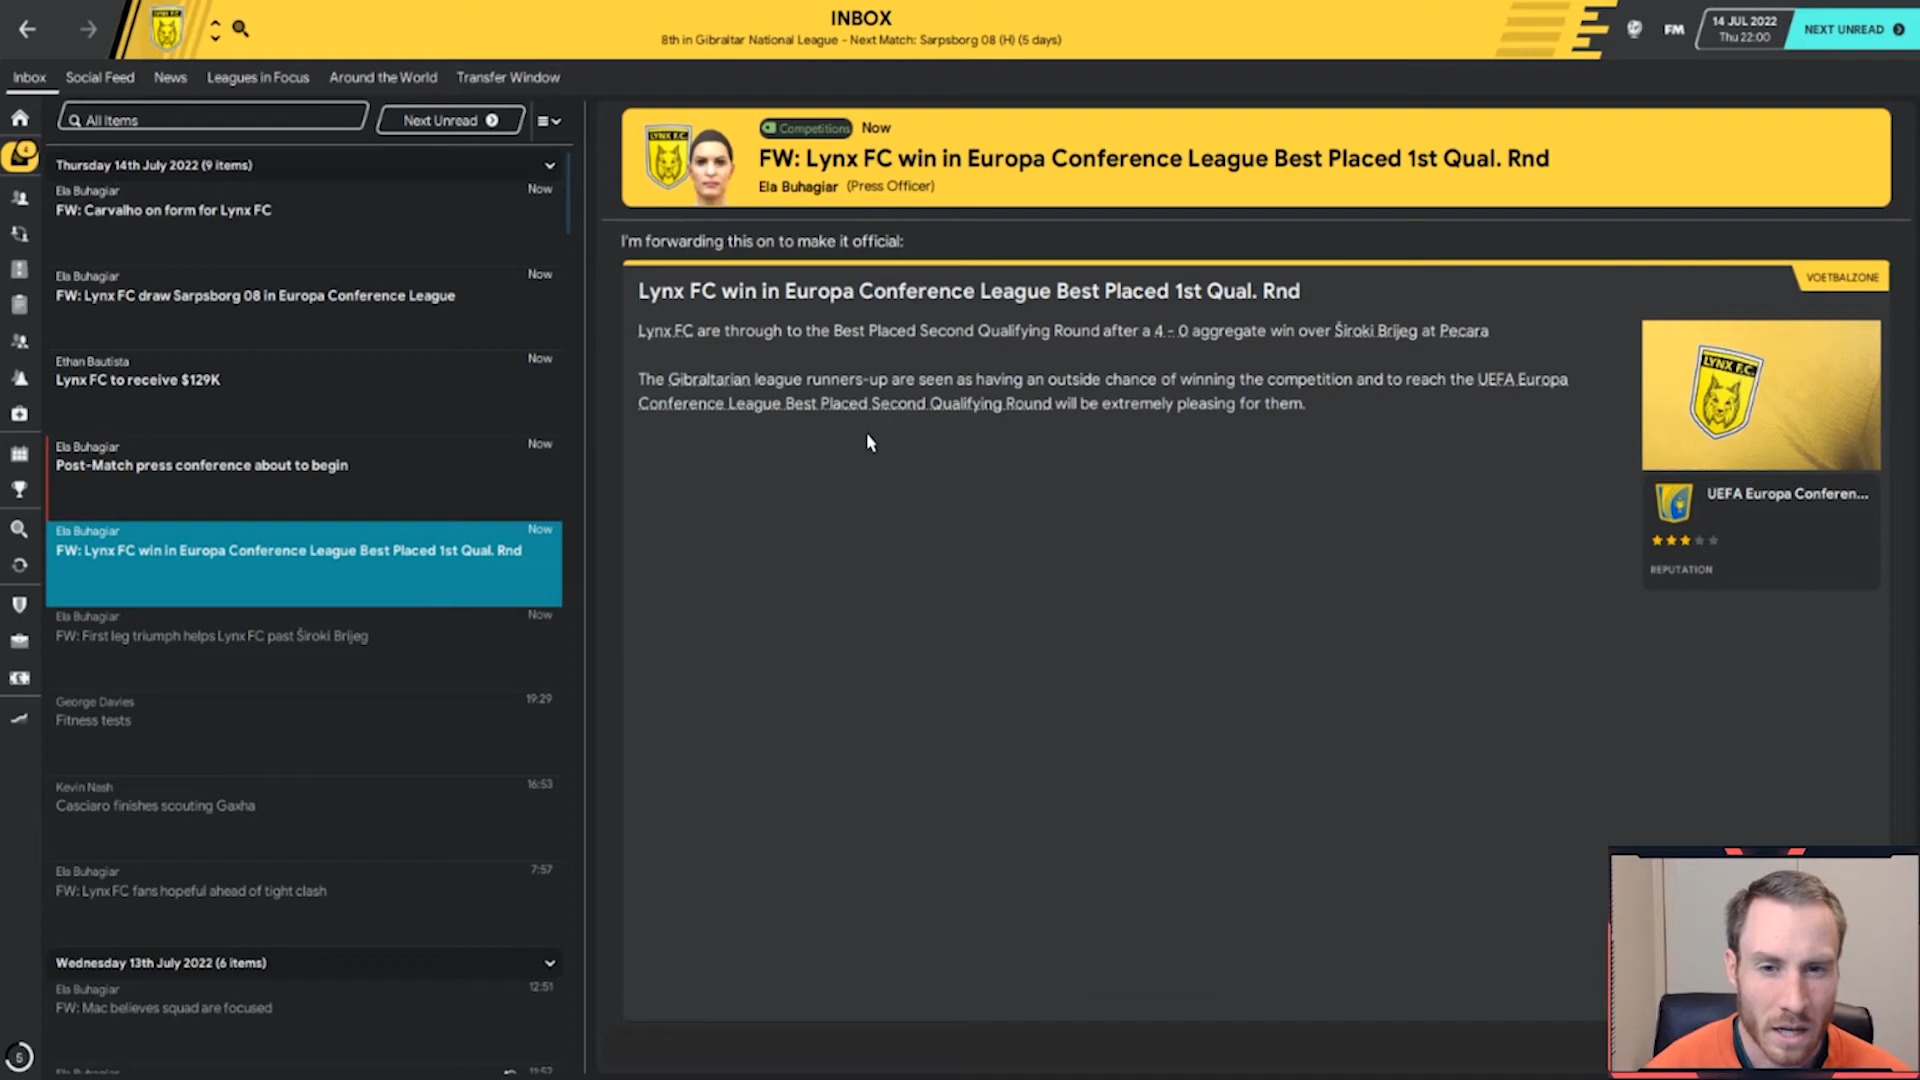 INBOX
8th in Gibraltar National League - Next Match: Sarpsborg 08 (H) (5 days)
FM
14 JUL 2022
Thu 22:00
NEXT UNREAD
Inbox
Social Feed
News
Leagues in Focus
Around the World
Transfer Window
All Items
Next Unread
Thursday 14th July 2022 (9 items)
Ela Buhagiar
Now
FW: Carvalho on form for Lynx FC
Ela Buhagiar
Now
FW: Lynx FC draw Sarpsborg 08 in Europa Conference League
Ethan Bautista
Now
Lynx FC to receive $129K
Ela Buhagiar
Now
Post-Match press conference about to begin
Ela Buhagiar
Now
FW: Lynx FC win in Europa Conference League Best Placed 1st Qual. Rnd
Ela Buhagiar
Now
FW: First leg triumph helps Lynx FC past Široki Brijeg
George Davies
19:29
Fitness tests
Kevin Nash
16:53
Casciaro finishes scouting Gaxha
Ela Buhagiar
7:57
FW: Lynx FC fans hopeful ahead of tight clash
Wednesday 13th July 2022 (6 items)
Ela Buhagiar
12:51
FW: Mac believes squad are focused
5
LYNX F.C.
Competitions
Now
FW: Lynx FC win in Europa Conference League Best Placed 1st Qual. Rnd
Ela Buhagiar (Press Officer)
I'm forwarding this on to make it official:
VOETBALZONE
Lynx FC win in Europa Conference League Best Placed 1st Qual. Rnd
Lynx FC are through to the Best Placed Second Qualifying Round after a 4 - 0 aggregate win over Široki Brijeg at Pecara
The Gibraltarian league runners-up are seen as having an outside chance of winning the competition and to reach the UEFA Europa
Conference League Best Placed Second Qualifying Round will be extremely pleasing for them.
LYNX F.C.
UEFA Europa Conferen...
REPUTATION